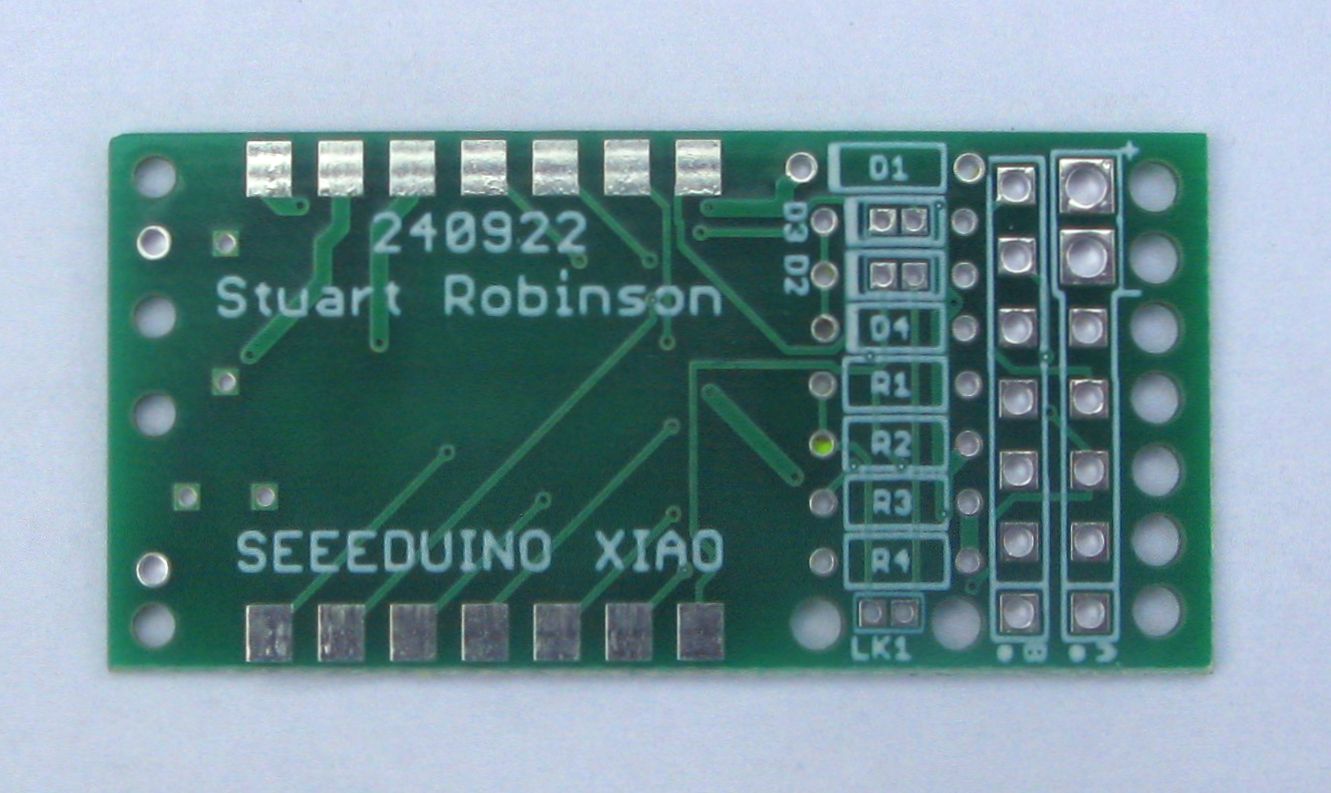 D1
240922
D3
D2
Stuart Robinson
D4
R1
R2
R3
SEEEDUINO XIAO
R4
LK1
+
-